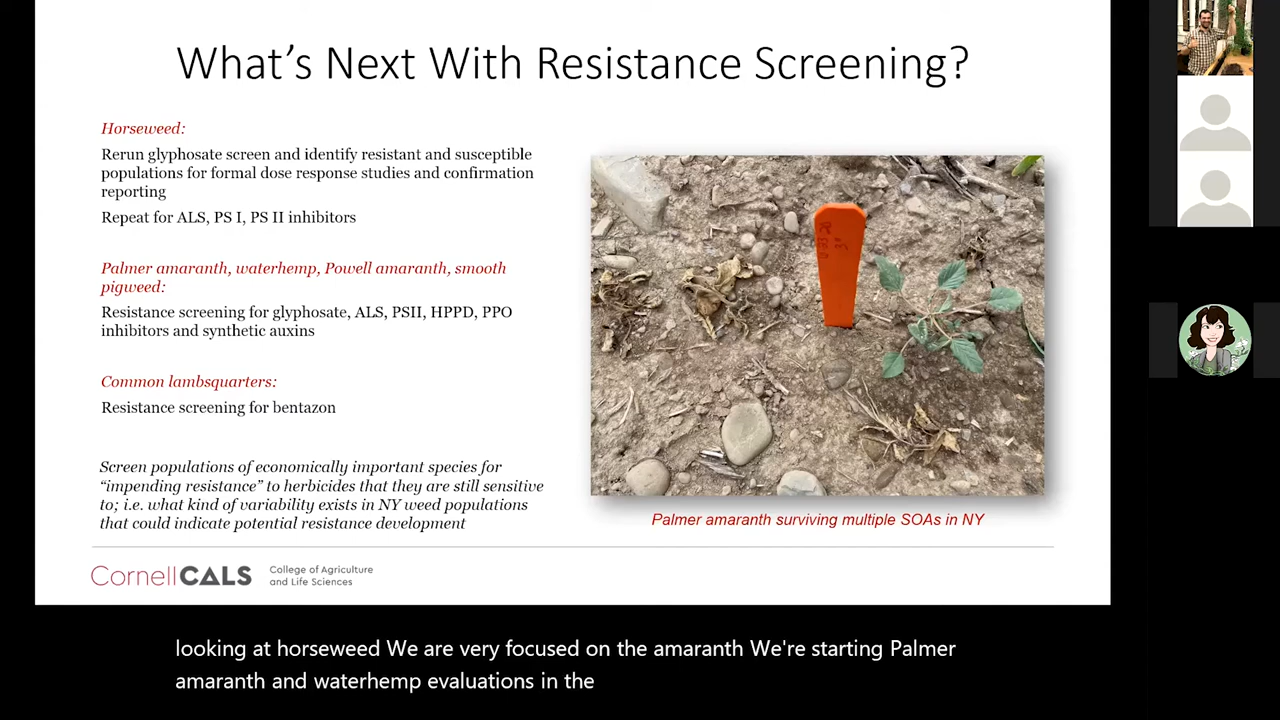 What's Next With Resistance Screening?
Horseweed:
Rerun glyphosate screen and identify resistant and susceptible
populations for formal dose response studies and confirmation
reporting
Repeat for ALS, PS I, PS II inhibitors
Palmer amaranth, waterhemp, Powell amaranth, smooth
pigweed:
Resistance screening for glyphosate, ALS, PSII, HPPD, PPO
inhibitors and synthetic auxins
Common lambsquarters:
Resistance screening for bentazon
Screen populations of economically important species for
“impending resistance” to herbicides that they are still sensitive
to; i.e. what kind of variability exists in NY weed populations
that could indicate potential resistance development
Palmer amaranth surviving multiple SOAs in NY
CornellCALS
College of Agriculture
and Life Sciences
looking at horseweed We are very focused on the amaranth We're starting Palmer
amaranth and waterhemp evaluations in the